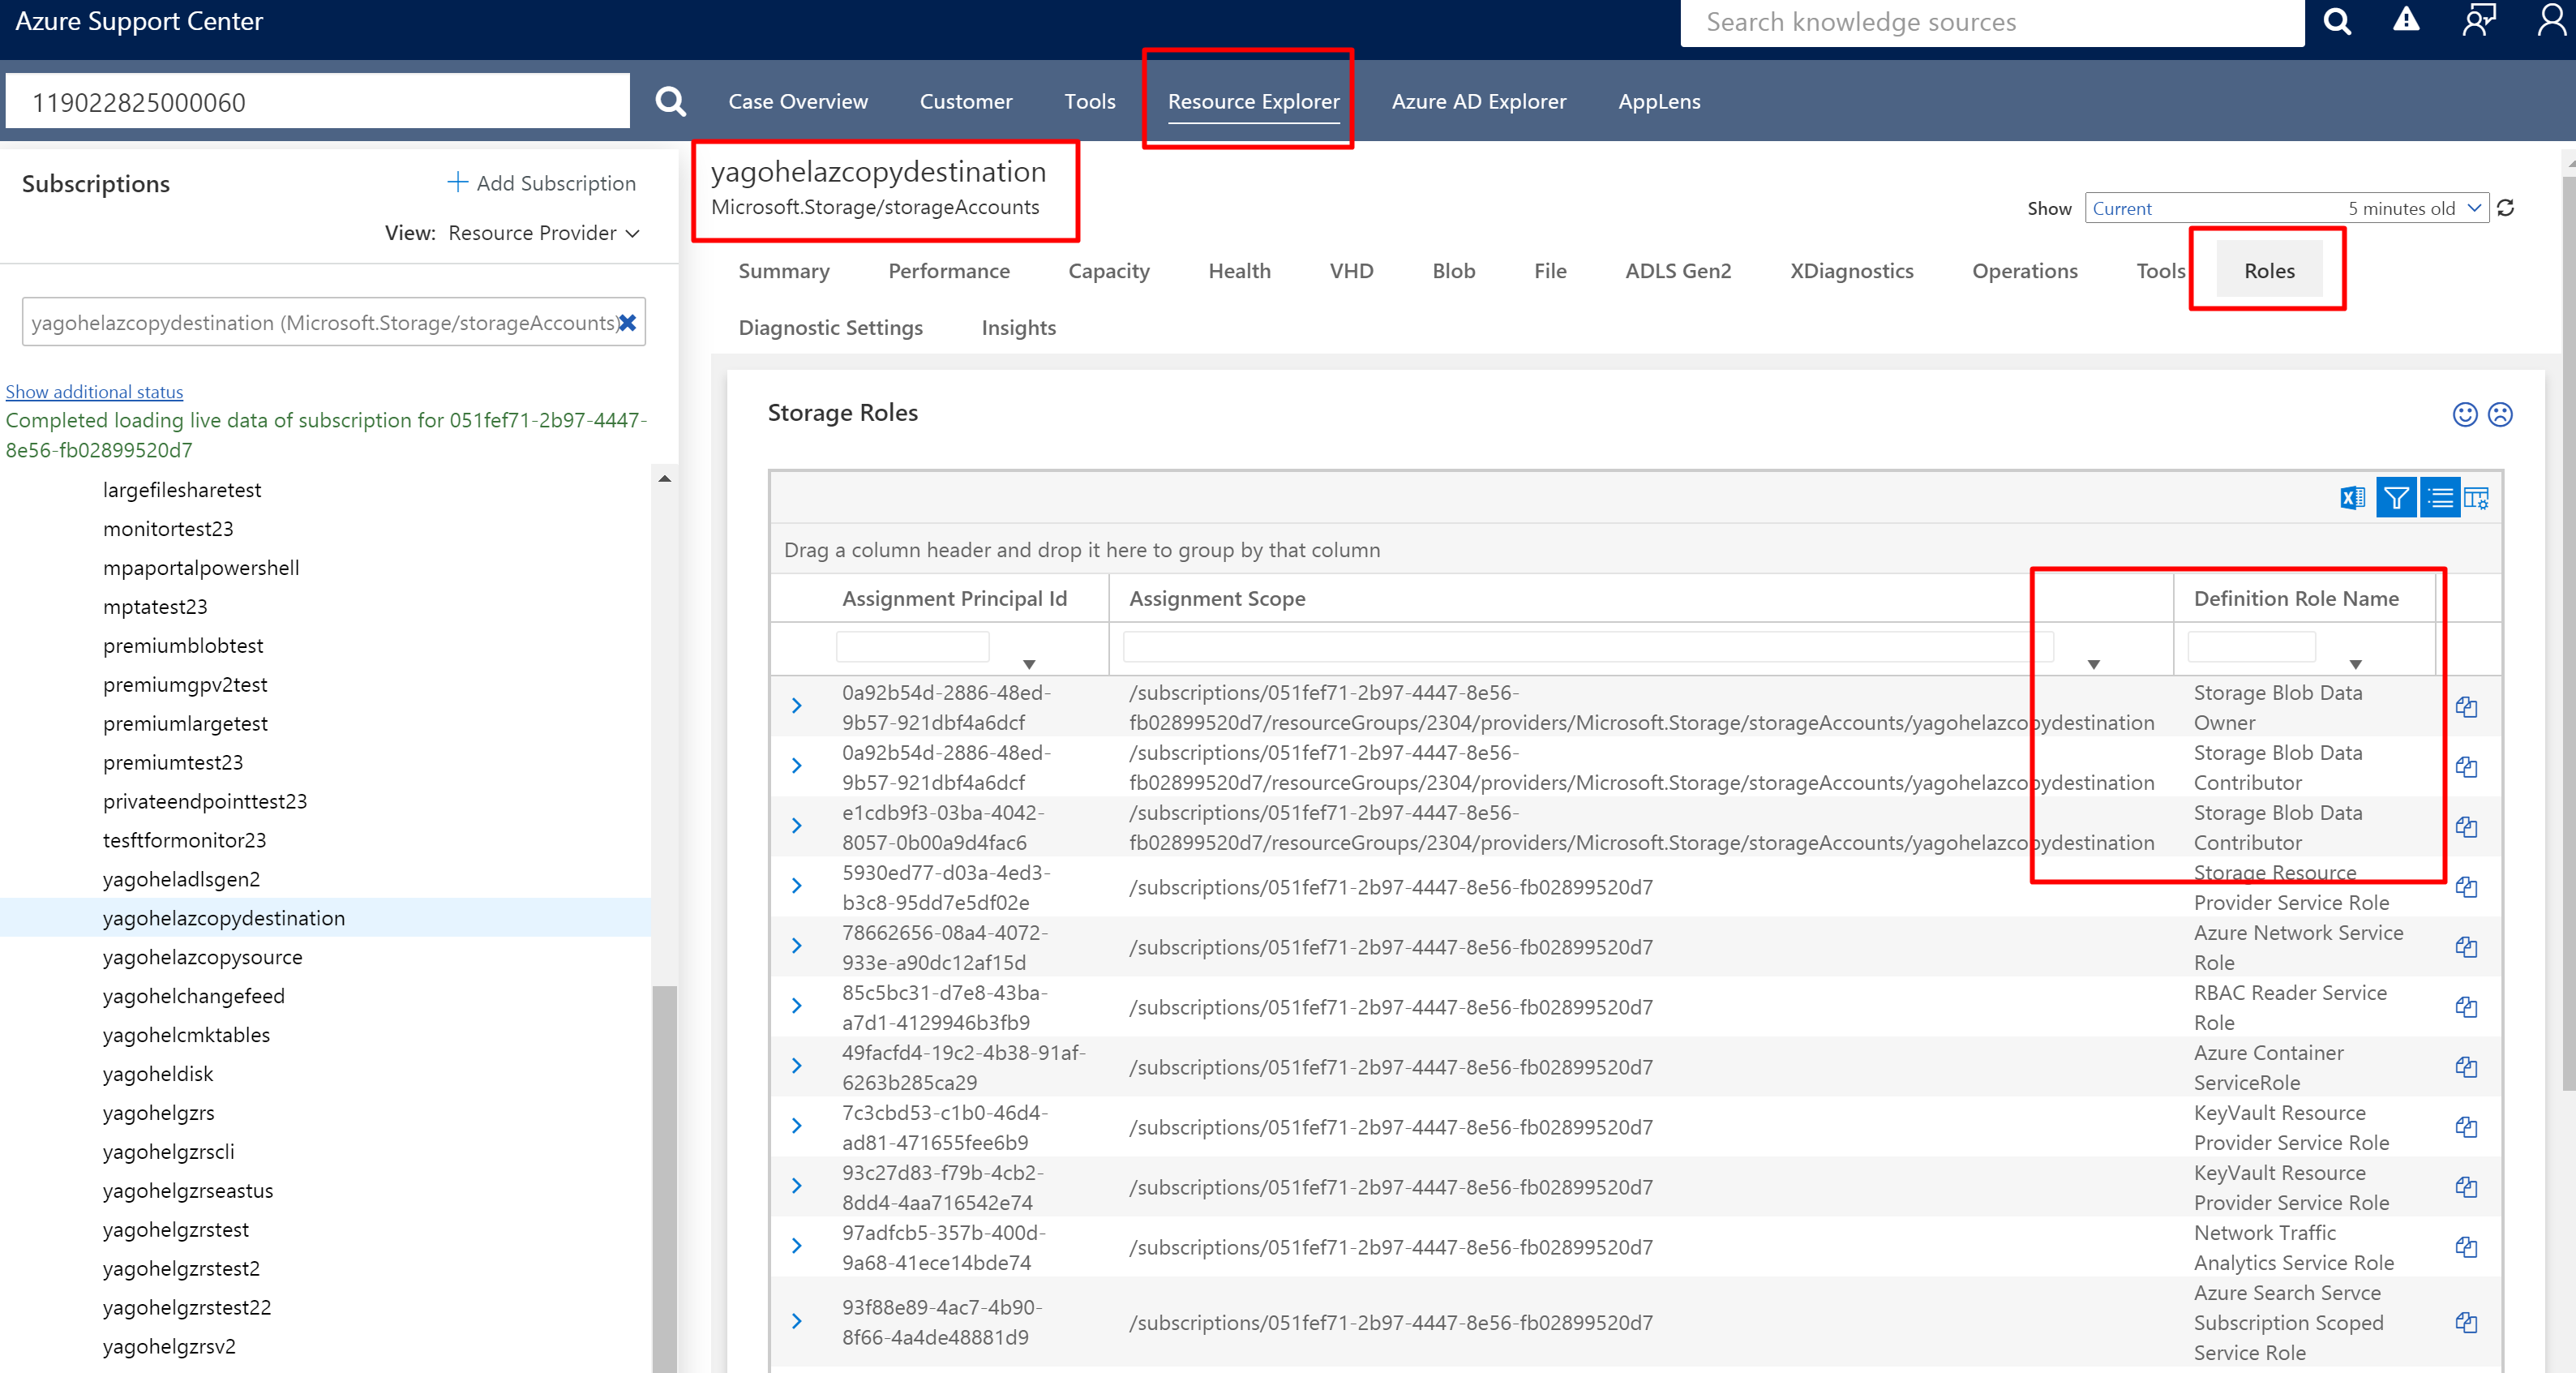 Azure Support Center
Search knowledge sources
119022825000060
Case Overview
Customer
Tools
Resource Explorer
Azure AD Explorer
AppLens
Subscriptions
Add Subscription
View: Resource Provider
yagohelazcopydestination (Microsoft.Storage/storageAccounts)
Show additional status
Completed loading live data of subscription for 051fef71-2b97-4447-
8e56-fb02899520d7
largefilesharetest
monitortest23
mpaportalpowershell
mptatest23
premiumblobtest
premiumgpv2test
premiumlargetest
premiumtest23
privateendpointtest23
tesftformonitor23
yagoheladlsgen2
yagohelazcopydestination
yagohelazcopysource
yagohelchangefeed
yagohelcmktables
yagoheldisk
yagohelgzrs
yagohelgzrscli
yagohelgzrseastus
yagohelgzrstest
yagohelgzrstest2
yagohelgzrstest22
yagohelgzrsv2
yagohelazcopydestination
Microsoft.Storage/storageAccounts
Show
Current
5 minutes old
Summary
Performance
Capacity
Health
VHD
Blob
File
ADLS Gen2
XDiagnostics
Operations
Tools
Roles
Diagnostic Settings
Insights
Storage Roles
Drag a column header and drop it here to group by that column
Assignment Principal Id
Assignment Scope
Definition Role Name
0a92b54d-2886-48ed-
9b57-921dbf4a6dcf
/subscriptions/051fef71-2b97-4447-8e56-
fb02899520d7/resourceGroups/2304/providers/Microsoft.Storage/storageAccounts/yagohelazcopydestination
Storage Blob Data
Owner
0a92b54d-2886-48ed-
9b57-921dbf4a6dcf
/subscriptions/051fef71-2b97-4447-8e56-
fb02899520d7/resourceGroups/2304/providers/Microsoft.Storage/storageAccounts/yagohelazcopydestination
Storage Blob Data
Contributor
e1cdb9f3-03ba-4042-
8057-0b00a9d4fac6
/subscriptions/051fef71-2b97-4447-8e56-
fb02899520d7/resourceGroups/2304/providers/Microsoft.Storage/storageAccounts/yagohelazcopydestination
Storage Blob Data
Contributor
5930ed77-d03a-4ed3-
b3c8-95dd7e5df02e
/subscriptions/051fef71-2b97-4447-8e56-fb02899520d7
Storage Resource
Provider Service Role
78662656-08a4-4072-
933e-a90dc12af15d
/subscriptions/051fef71-2b97-4447-8e56-fb02899520d7
Azure Network Service
Role
85c5bc31-d7e8-43ba-
a7d1-4129946b3fb9
/subscriptions/051fef71-2b97-4447-8e56-fb02899520d7
RBAC Reader Service
Role
49facfd4-19c2-4b38-91af-
6263b285ca29
/subscriptions/051fef71-2b97-4447-8e56-fb02899520d7
Azure Container
ServiceRole
7c3cbd53-c1b0-46d4-
ad81-471655fee6b9
/subscriptions/051fef71-2b97-4447-8e56-fb02899520d7
KeyVault Resource
Provider Service Role
93c27d83-f79b-4cb2-
8dd4-4aa716542e74
/subscriptions/051fef71-2b97-4447-8e56-fb02899520d7
KeyVault Resource
Provider Service Role
97adfcb5-357b-400d-
9a68-41ece14bde74
/subscriptions/051fef71-2b97-4447-8e56-fb02899520d7
Network Traffic
Analytics Service Role
93f88e89-4ac7-4b90-
8f66-4a4de48881d9
/subscriptions/051fef71-2b97-4447-8e56-fb02899520d7
Azure Search Servce
Subscription Scoped
Service Role